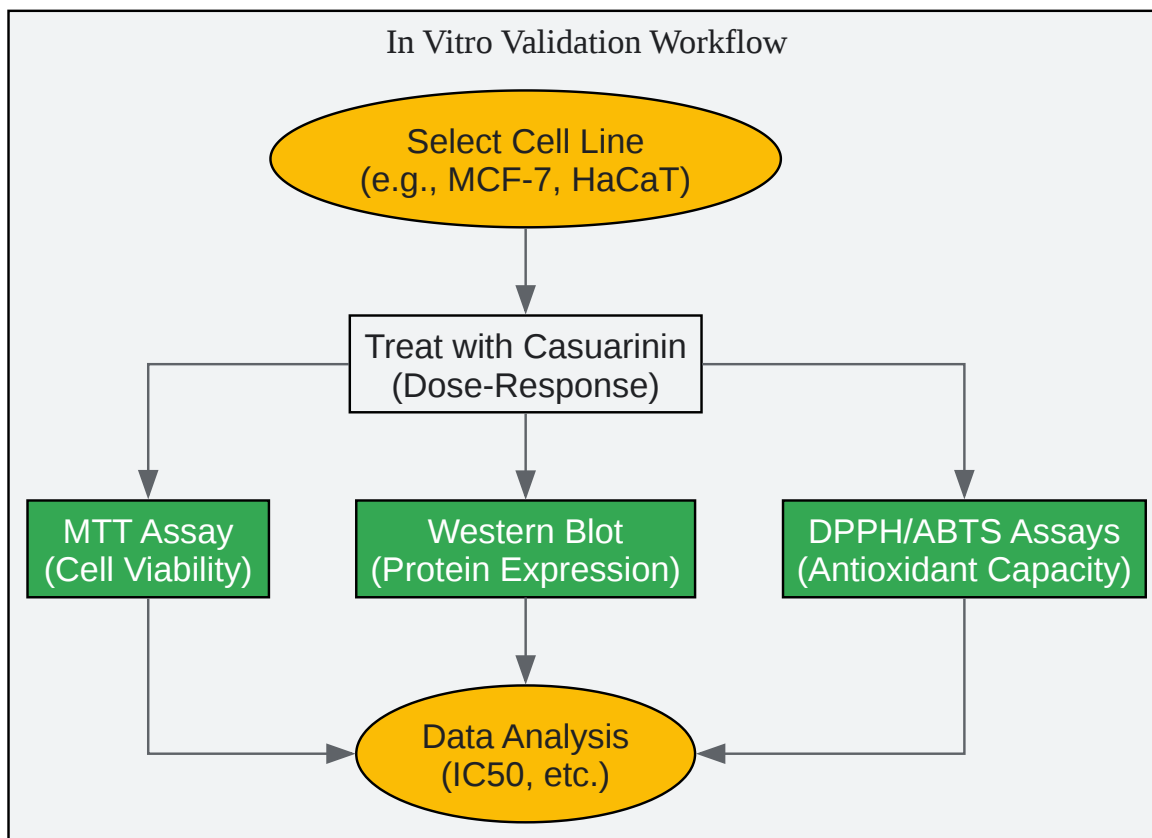 In Vitro Validation Workflow
Select Cell Line
(e.g., MCF-7, HaCaT)
Treat with Casuarinin
(Dose-Response)
MTT Assay
(Cell Viability)
Western Blot
(Protein Expression)
DPPH/ABTS Assays
(Antioxidant Capacity)
Data Analysis
(IC50, etc.)